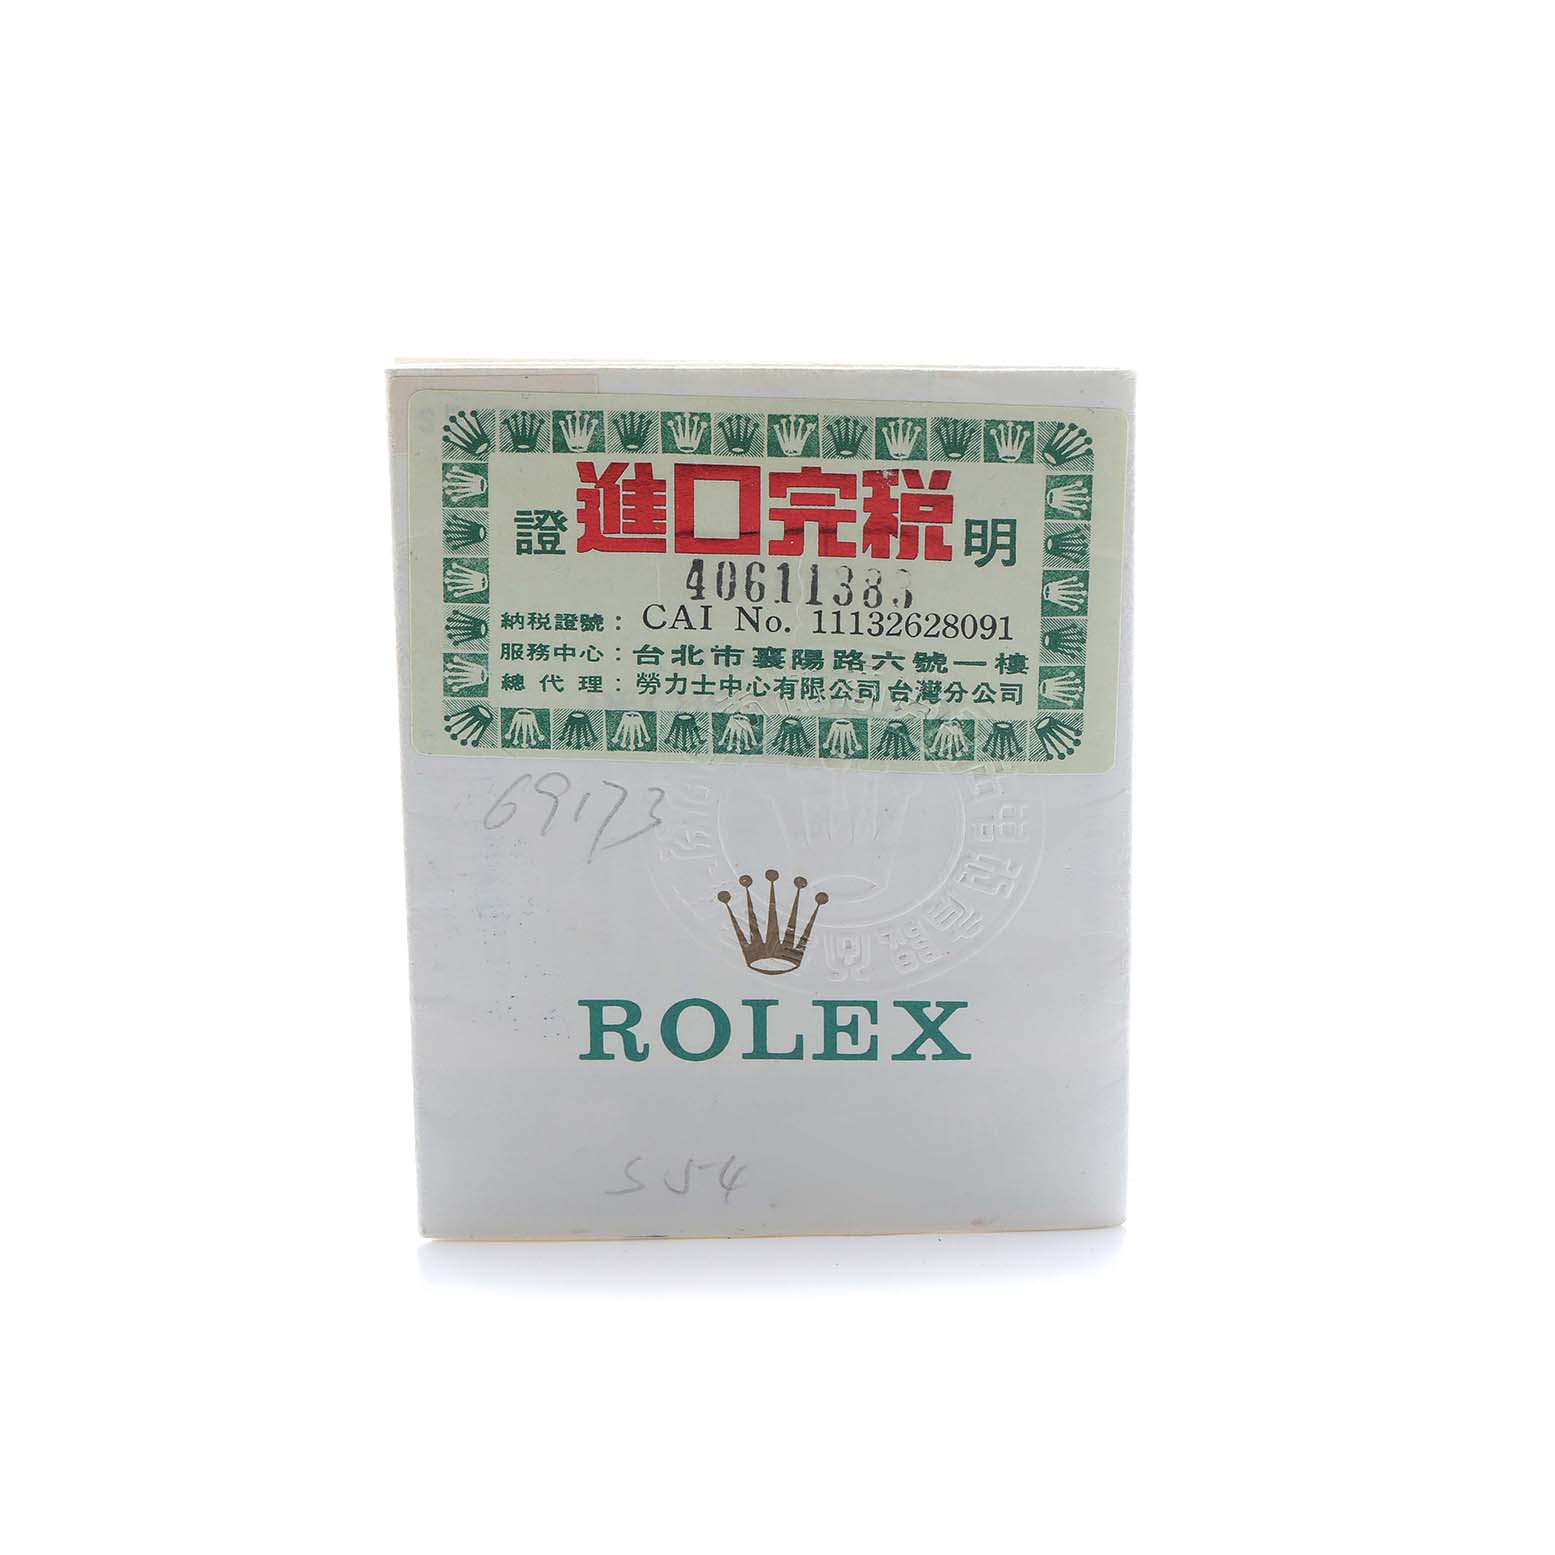 證進口完稅明
40611383
納稅證號：CAI No. 11132628091
服務中心：台北市襄陽路六號一樓
總代理：勞力士中心有限公司台灣分公司
69173
ROLEX
S54